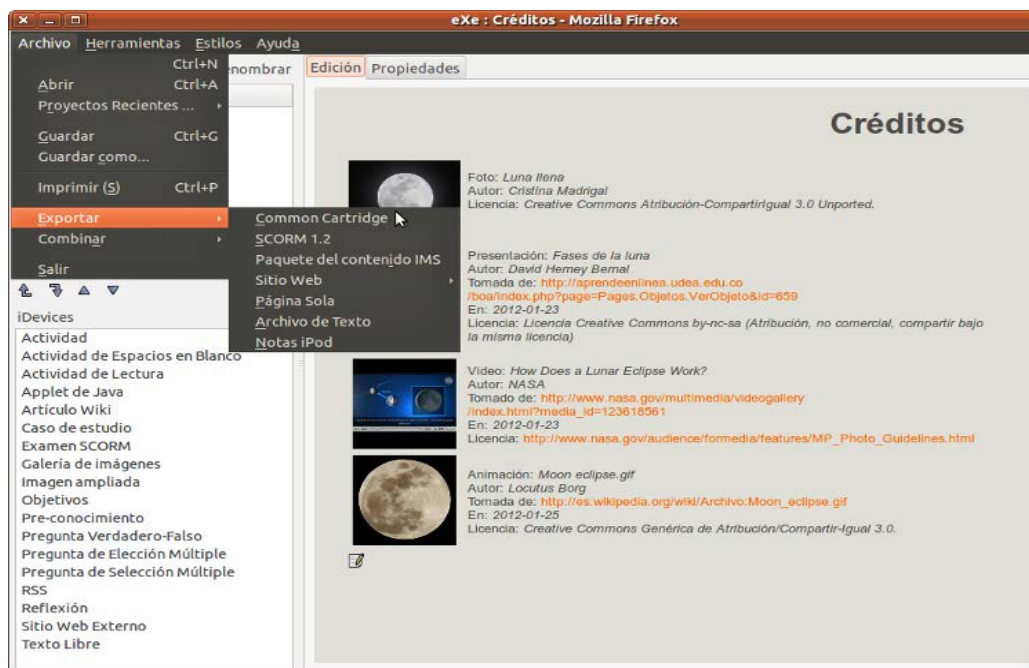 eXe : Créditos - Mozilla Firefox
Archivo Herramientas Estilos Ayuda
Ctrl+N
Abrir Ctrl+A
Proyectos Recientes ...
Guardar Ctrl+G
Guardar como...
Imprimir (S) Ctrl+P
Exportar
Combinar
Salir
Common Cartridge
SCORM 1.2
Paquete del contenido IMS
Sitio Web
Página Sola
Archivo de Texto
Notas iPod
nombrar
iDevices
Actividad
Actividad de Espacios en Blanco
Actividad de Lectura
Applet de Java
Artículo Wiki
Caso de estudio
Examen SCORM
Galería de imágenes
Imagen ampliada
Objetivos
Pre-conocimiento
Pregunta Verdadero-Falso
Pregunta de Elección Múltiple
Pregunta de Selección Múltiple
RSS
Reflexión
Sitio Web Externo
Texto Libre
Edición Propiedades
Créditos
Foto: Luna llena
Autor: Cristina Madrigal
Licencia: Creative Commons Atribución-CompartirIgual 3.0 Unported.
Presentación: Fases de la luna
Autor: David Herney Bernal
Tomada de: http://aprendeenlinea.udea.edu.co
/boa/index.php?page=Pages.Objetos.VerObjeto&id=659
En: 2012-01-23
Licencia: Licencia Creative Commons by-nc-sa (Atribución, no comercial, compartir bajo
la misma licencia)
Video: How Does a Lunar Eclipse Work?
Autor: NASA
Tomado de: http://www.nasa.gov/multimedia/videogallery
/index.html?media_id=123618561
En: 2012-01-23
Licencia: http://www.nasa.gov/audience/formedia/features/MP_Photo_Guidelines.html
Animación: Moon eclipse.gif
Autor: Locutus Borg
Tomada de: http://es.wikipedia.org/wiki/Archivo:Moon_eclipse.gif
En: 2012-01-25
Licencia: Creative Commons Genérica de Atribución/Compartir-Igual 3.0.